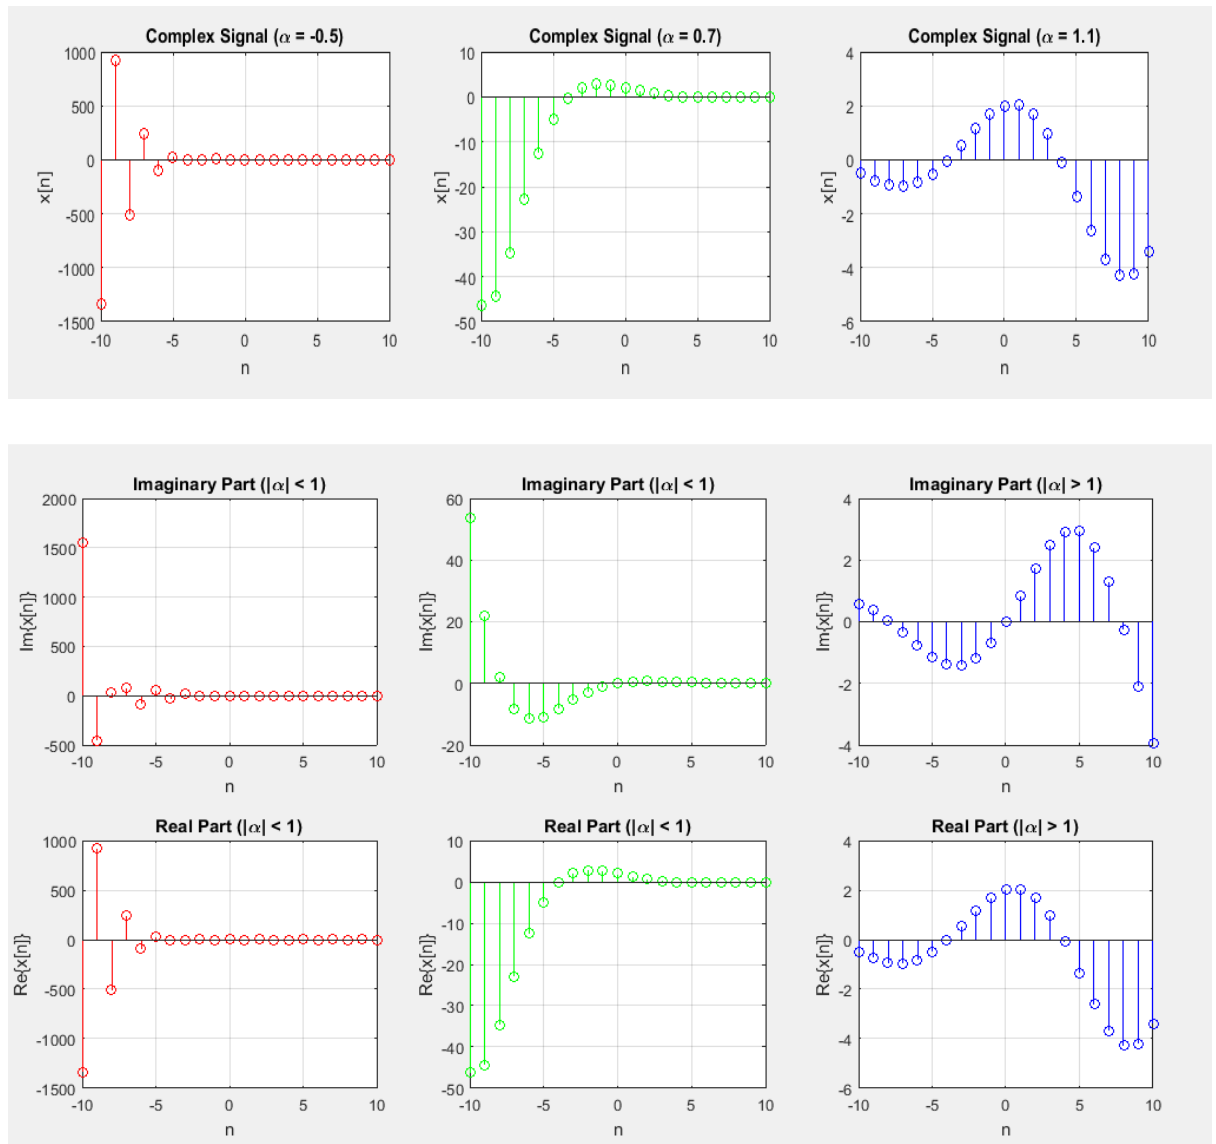 Complex Signal (α = -0.5)
1000
500
0
-500
-1000
-1500
x[n]
-10 -5 0 5 10
n
Complex Signal (α = 0.7)
10
0
-10
-20
-30
-40
-50
x[n]
-10 -5 0 5 10
n
Complex Signal (α = 1.1)
4
2
0
-2
-4
-6
x[n]
-10 -5 0 5 10
n
Imaginary Part (|α| < 1)
2000
1500
1000
500
0
-500
Im{x[n]}
-10 -5 0 5 10
n
Imaginary Part (|α| < 1)
60
40
20
0
-20
Im{x[n]}
-10 -5 0 5 10
n
Imaginary Part (|α| > 1)
4
2
0
-2
-4
Im{x[n]}
-10 -5 0 5 10
n
Real Part (|α| < 1)
1000
500
0
-500
-1000
-1500
Re{x[n]}
-10 -5 0 5 10
n
Real Part (|α| < 1)
10
0
-10
-20
-30
-40
-50
Re{x[n]}
-10 -5 0 5 10
n
Real Part (|α| > 1)
4
2
0
-2
-4
-6
Re{x[n]}
-10 -5 0 5 10
n